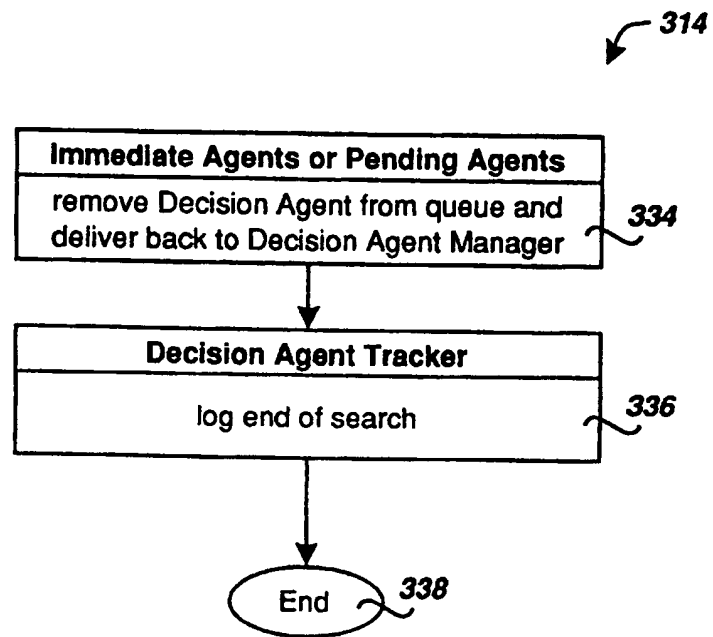 314
Immediate Agents or Pending Agents
remove Decision Agent from queue and
deliver back to Decision Agent Manager
334
Decision Agent Tracker
log end of search
336
End
338